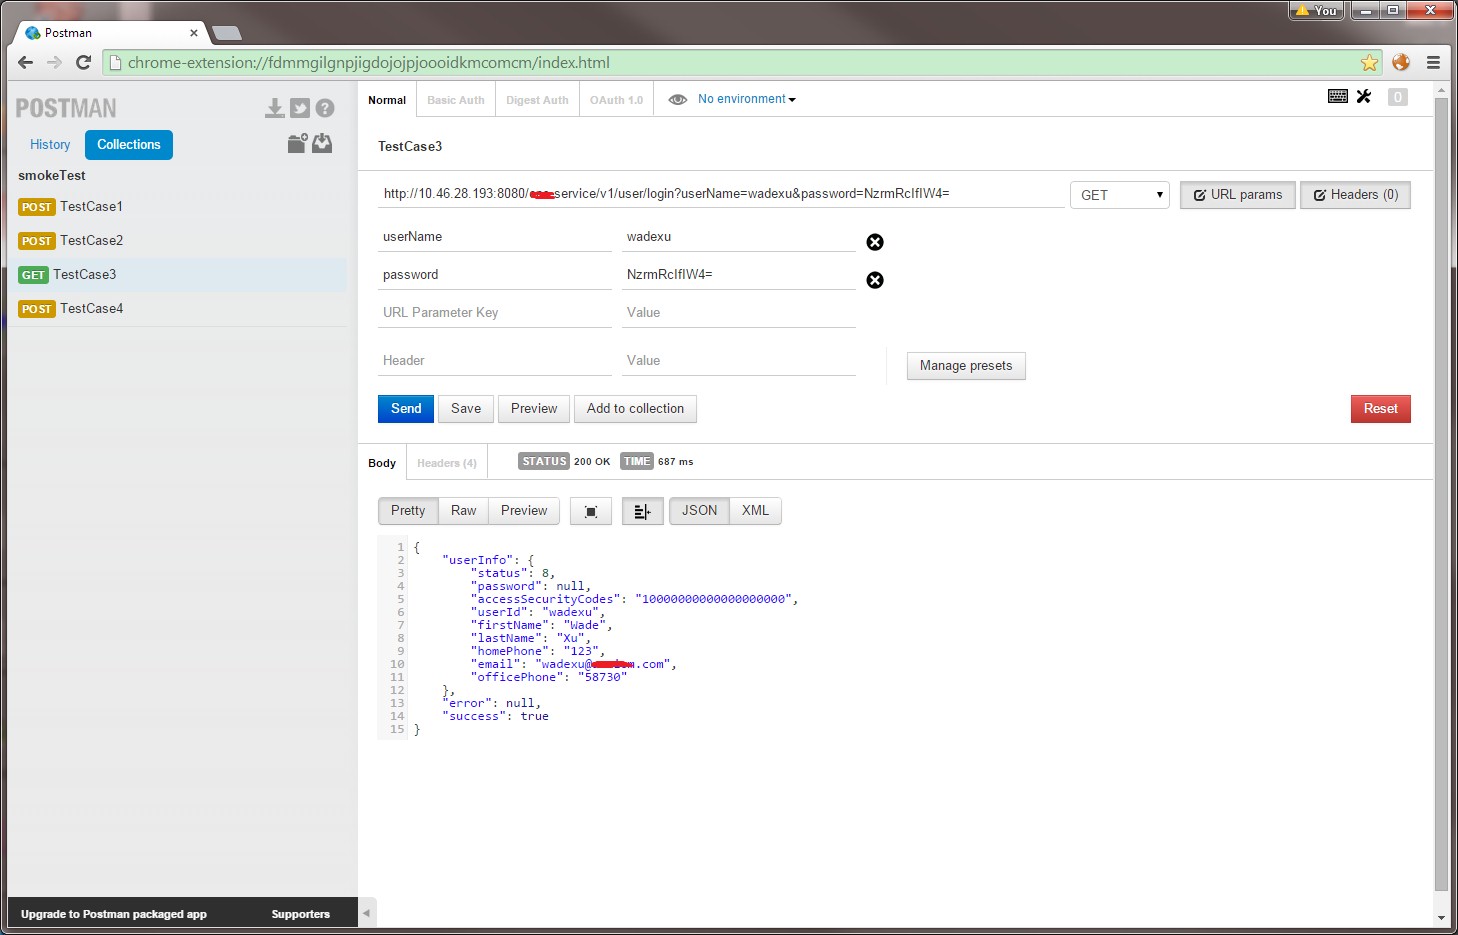 You
Postman
chrome-extension://fdmmgilgnpjigdojojpjoooidkmcomcm/index.html
POSTMAN
Normal Basic Auth Digest Auth OAuth 1.0 No environment 0
History Collections
TestCase3
smokeTest
http://10.46.28.193:8080/ service/v1/user/login?userName=wadexu&password=NzrmRcIfIW4= GET URL params Headers (0)
POST TestCase1
POST TestCase2
GET TestCase3
POST TestCase4
userName wadexu
password NzrmRcIfIW4=
URL Parameter Key Value
Header Value Manage presets
Send Save Preview Add to collection Reset
Body Headers (4) STATUS 200 OK TIME 687 ms
Pretty Raw Preview JSON XML
1 {
2 "userInfo": {
3 "status": 8,
4 "password": null,
5 "accessSecurityCodes": "10000000000000000000",
6 "userId": "wadexu",
7 "firstName": "Wade",
8 "lastName": "Xu",
9 "homePhone": "123",
10 "email": "wadexu@ .com",
11 "officePhone": "58730"
12 },
13 "error": null,
14 "success": true
15 }
Upgrade to Postman packaged app Supporters